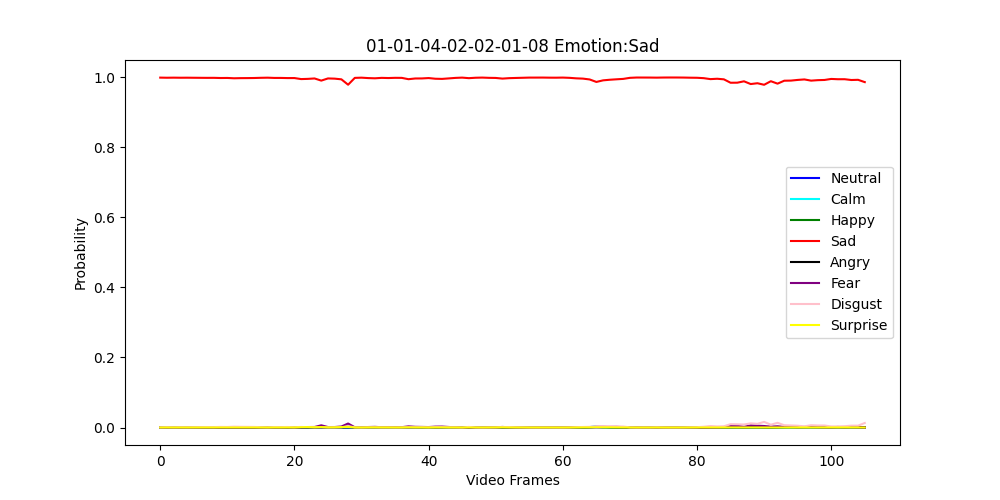 01-01-04-02-02-01-08 Emotion:Sad
1.0
0.8
0.6
0.4
0.2
0.0
Probability
0
20
40
60
80
100
Video Frames
Neutral
Calm
Happy
Sad
Angry
Fear
Disgust
Surprise